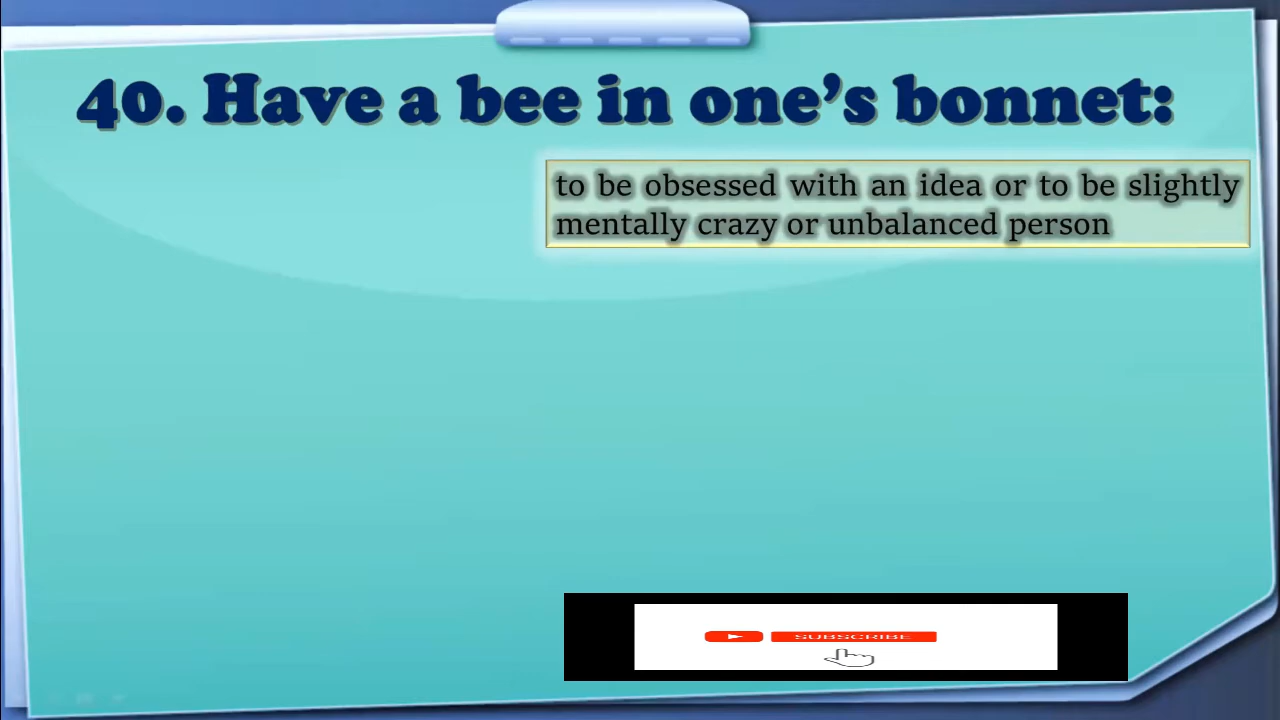 40. Have a bee in one’s bonnet:
to be obsessed with an idea or to be slightly
mentally crazy or unbalanced person
SUBSCRIBE